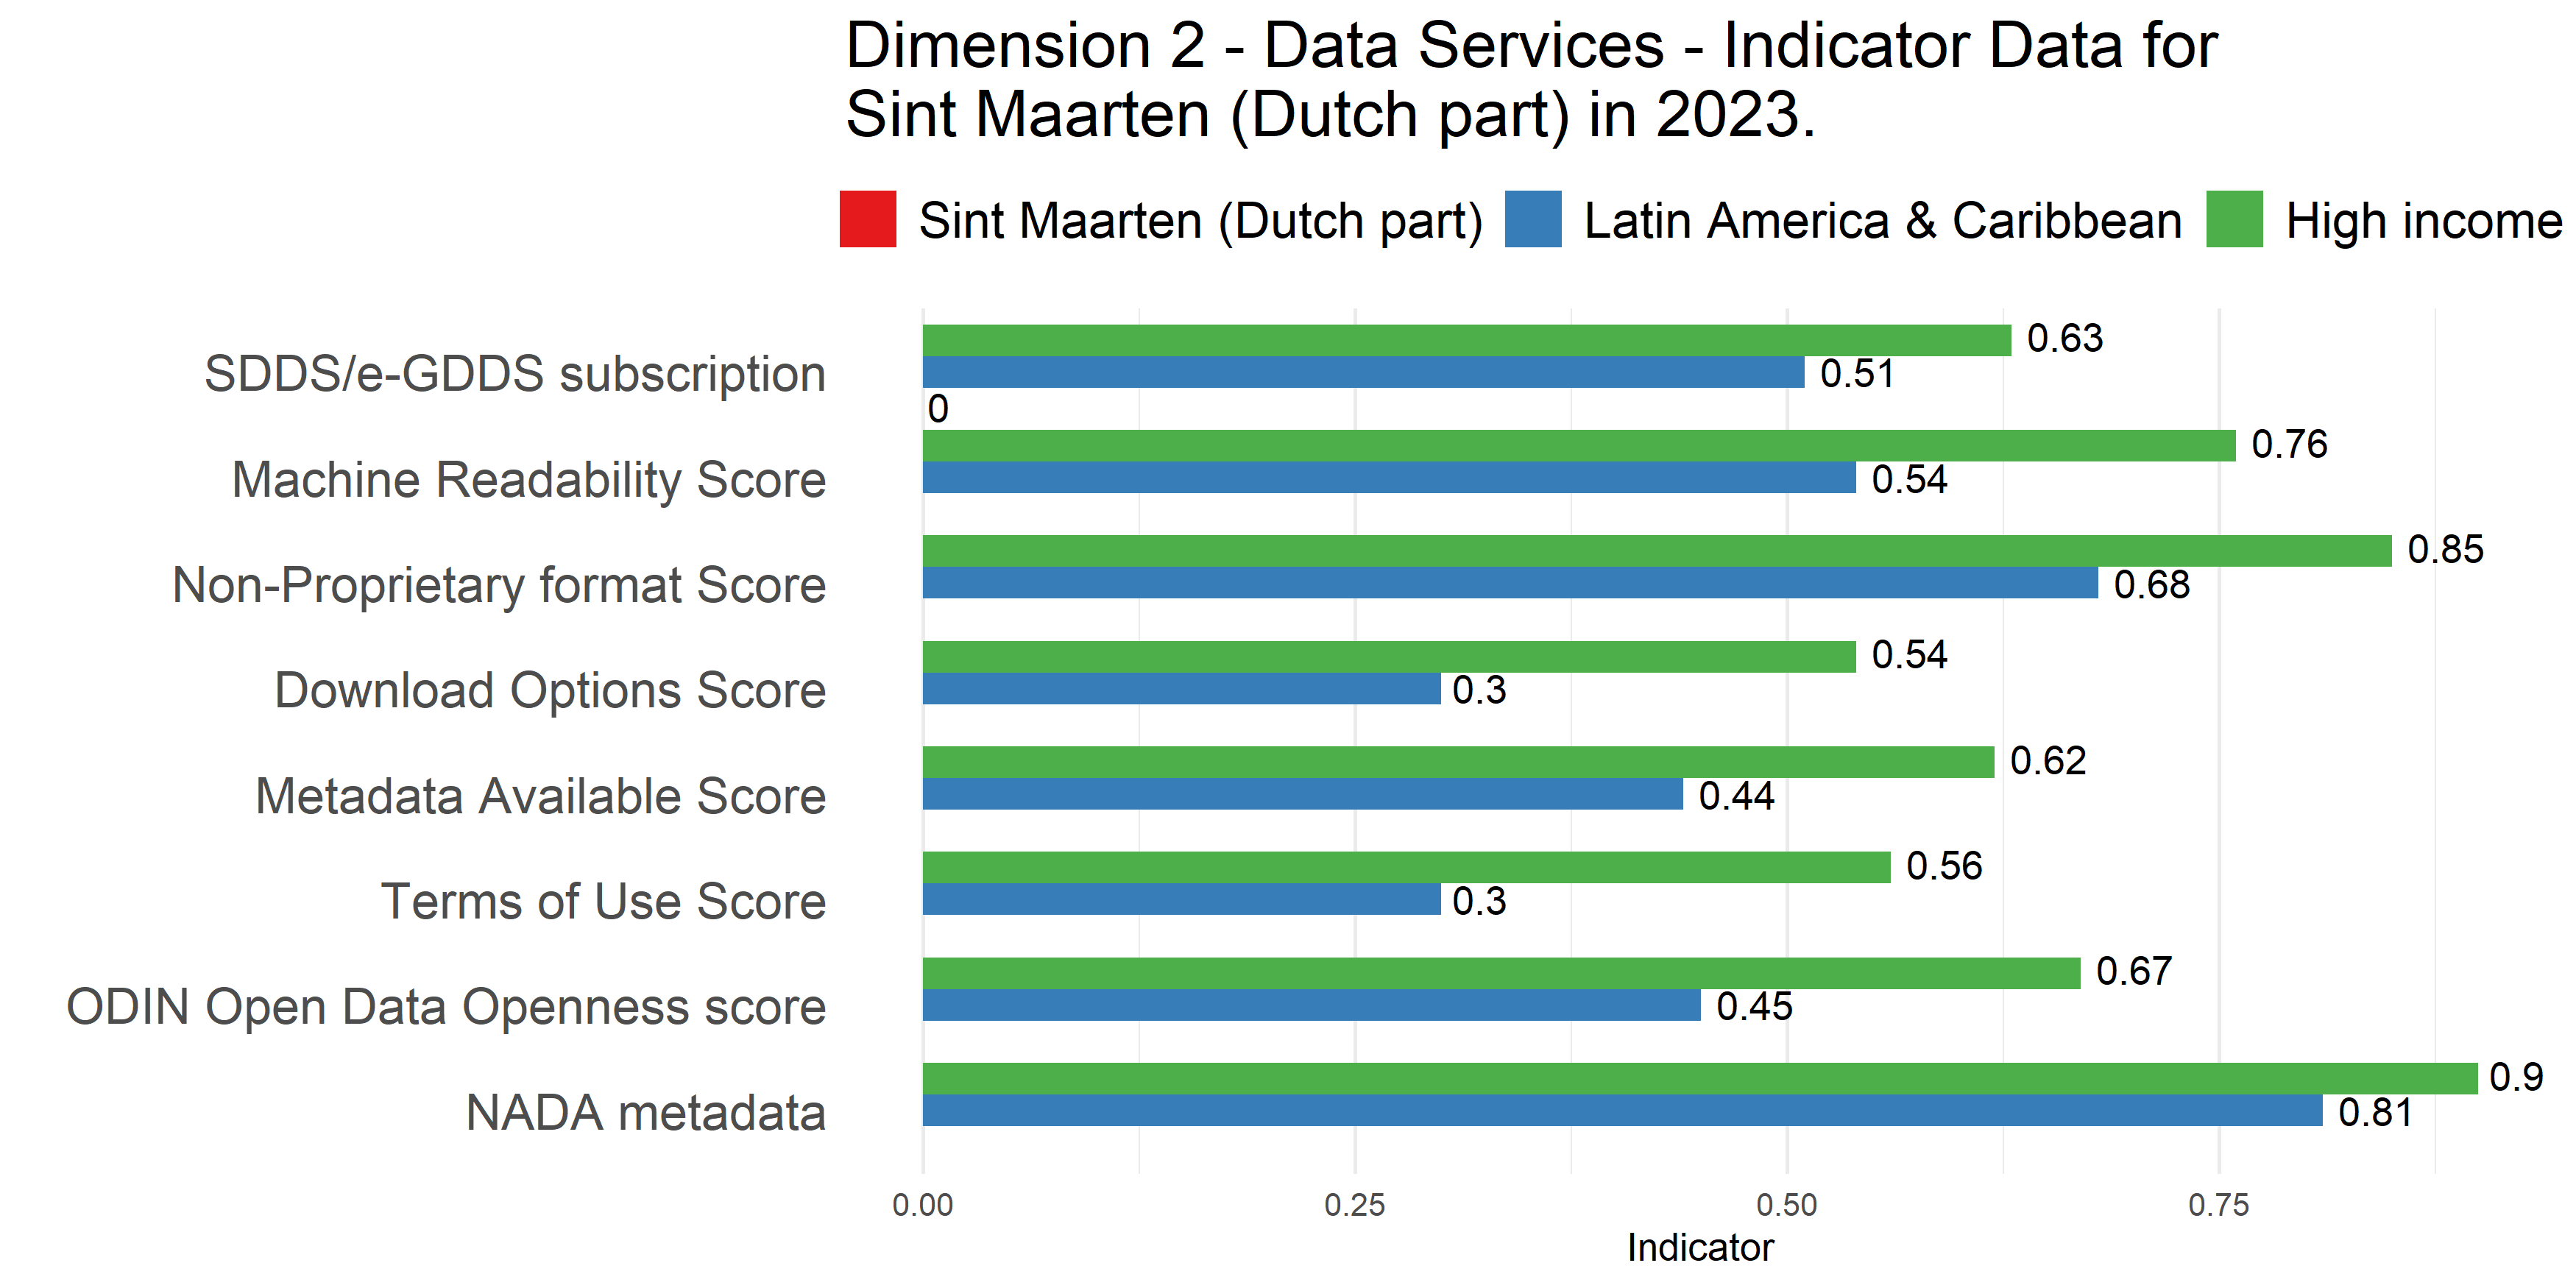 Dimension 2 - Data Services - Indicator Data for
Sint Maarten (Dutch part) in 2023.
Sint Maarten (Dutch part) Latin America & Caribbean High income
SDDS/e-GDDS subscription 0.63 0.51 0
Machine Readability Score 0.76 0.54
Non-Proprietary format Score 0.85 0.68
Download Options Score 0.54 0.3
Metadata Available Score 0.62 0.44
Terms of Use Score 0.56 0.3
ODIN Open Data Openness score 0.67 0.45
NADA metadata 0.9 0.81
0.00 0.25 0.50 0.75
Indicator